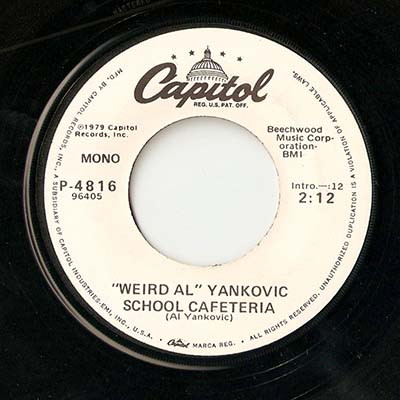 Capitol
REG. U.S. PAT. OFF.
℗1979 Capitol
Records, Inc.
MONO
P-4816
96405
Beechwood
Music Corp-
oration-
BMI
Intro.—:12
2:12
"WEIRD AL" YANKOVIC
SCHOOL CAFETERIA
(Al Yankovic)
MFD. BY CAPITOL RECORDS, INC., A SUBSIDIARY OF CAPITOL INDUSTRIES-EMI, INC., U.S.A. • Capitol MARCA REG. • ALL RIGHTS RESERVED. UNAUTHORIZED DUPLICATION IS A VIOLATION OF APPLICABLE LAWS.